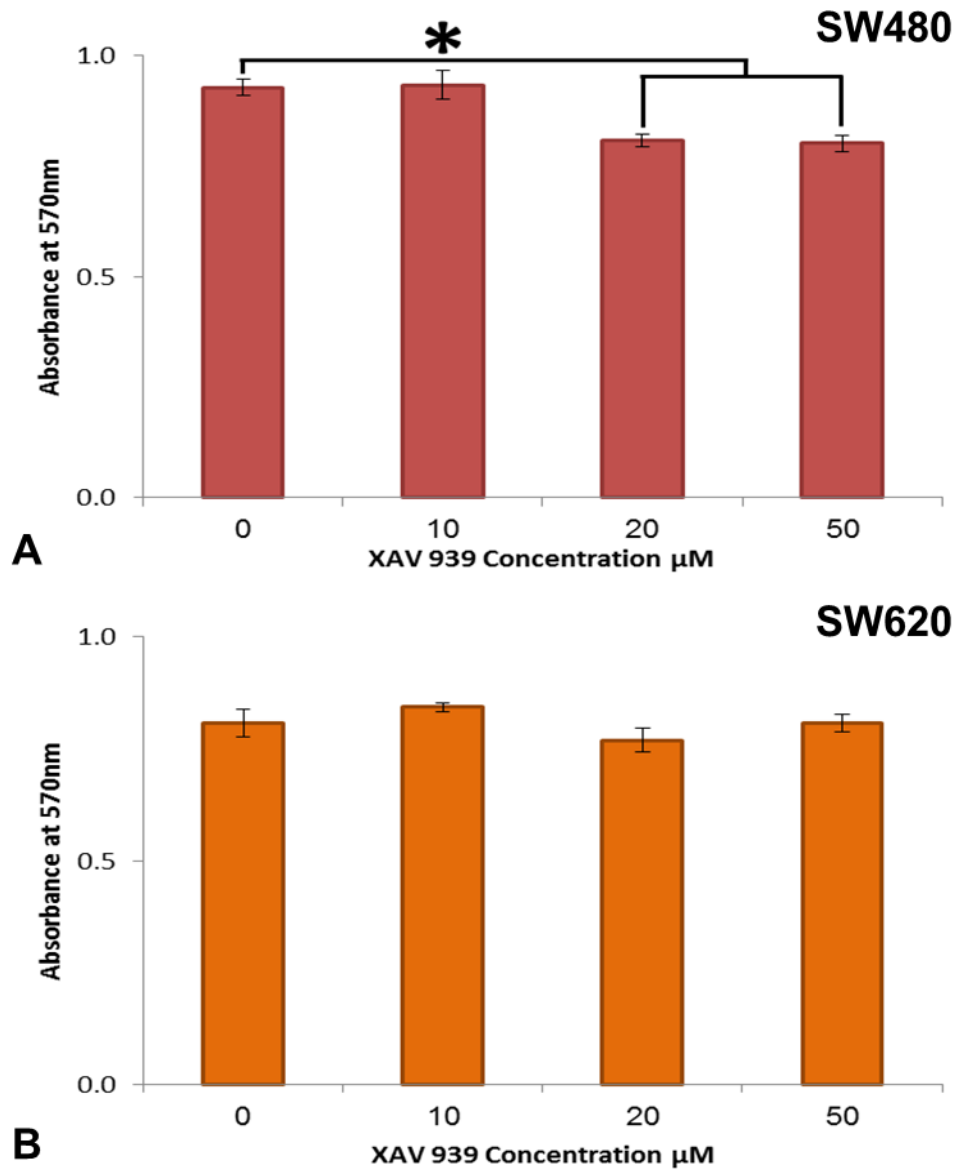 SW480
*
1.0
0.5
0.0
Absorbance at 570nm
0 10 20 50
XAV 939 Concentration µM
A
SW620
1.0
0.5
0.0
Absorbance at 570nm
0 10 20 50
XAV 939 Concentration µM
B